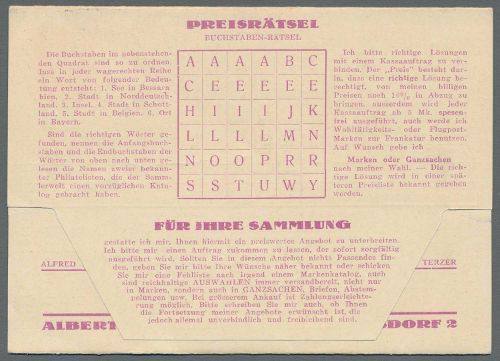 PREISRÄTSEL
BUCHSTABEN-RÄTSEL
Die Buchstaben im nebenstehen-
den Quadrat sind so zu ordnen,
dass in jeder wagerechten Reihe
ein Wort von folgender Bedeu-
tung entsteht: 1. See in Bessara-
bien, 2. Stadt in Norddeutsch-
land, 3. Insel, 4. Stadt in Schott-
land, 5. Stadt in Belgien, 6. Ort
in Bayern.
Sind die richtigen Wörter ge-
funden, nennen die Anfangsbuch-
staben und die Endbuchstaben der
Wörter von oben nach unten ge-
lesen die Namen zweier bekann-
ter Philatelisten, die der Sammler-
welt einen vorzüglichen Kata-
log gebracht haben.
A A A A B C
C E E E E E
H I I I J K
L L L L M N
N O O P R R
S S T U W Y
Ich bitte richtige Lösungen
mit einem Kassaauftrag zu ver-
binden. Der „Preis" besteht dar-
in, dass eine richtige Lösung be-
rechtigt, von meinen billigen
Preisen noch 10% in Abzug zu
bringen, ausserdem wird jeder
Kassaauftrag ab 5 Mk. spesen-
frei ausgeführt, auch werde ich
Wohltätigkeits- oder Flugpost-
Marken zur Frankatur benutzen.
Auf Wunsch gebe ich
Marken oder Ganzsachen
nach meiner Wahl. — Die rich-
tige Lösung wird in einer spä-
teren Preisliste bekannt gegeben
werden.
FÜR IHRE SAMMLUNG
gestatte ich mir, Ihnen hiermit ein preiswertes Angebot zu unterbreiten.
Ich bitte mir einen Auftrag zukommen zu lassen, der sofort sorgfältig
ausgeführt wird. Sollten Sie in diesem Angebot nichts Passendes fin-
den, geben Sie mir bitte Ihre Wünsche näher bekannt oder schicken
Sie mir eine Fehlliste nach irgend einem Markenkatalog, auch
sind reichhaltige AUSWAHLEN immer versandbereit, nicht nur
in Marken, sondern auch in GANZSACHEN, Briefen, Abstem-
pelungen usw. Bei grösserem Ankauf ist Zahlungserleichte-
rung möglich. Bitte schreiben Sie mir auch, ob Ihnen
die Fortsetzung meiner Angebote erwünscht ist, die
jedoch allemal unverbindlich und freibleibend sind.
ALFRED
TERZER
ALBERT
SDORF 2